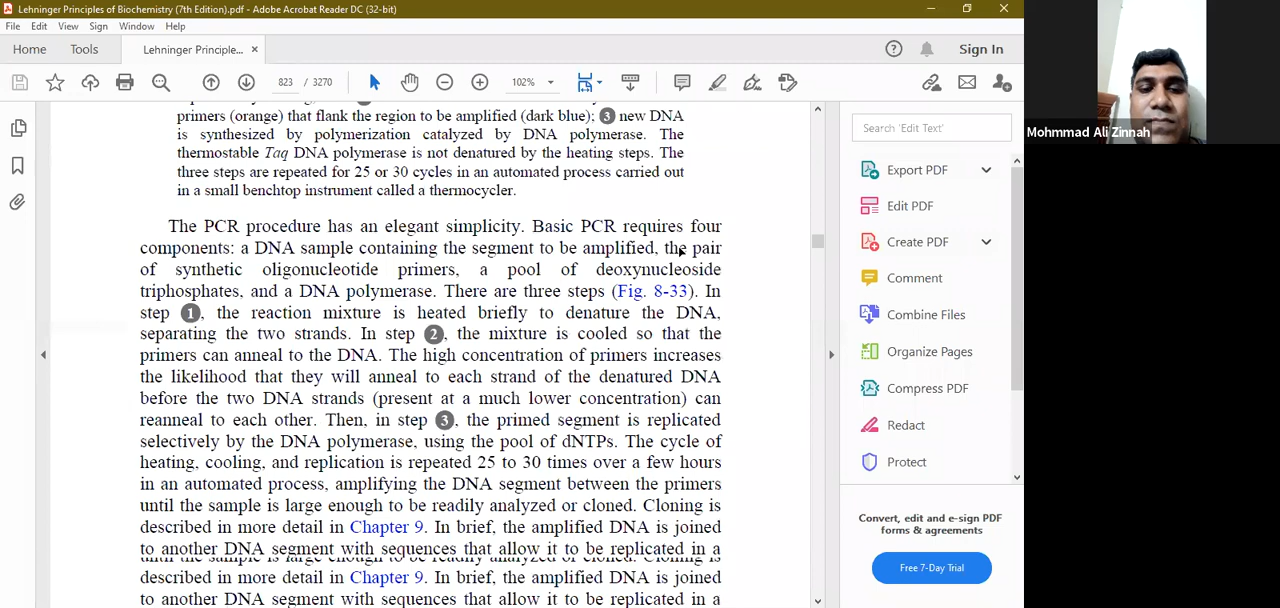 Lehninger Principles of Biochemistry (7th Edition).pdf - Adobe Acrobat Reader DC (32-bit)
File Edit View Sign Window Help
Home Tools Lehninger Principle... × Sign In
823 / 3270 102%
primers (orange) that flank the region to be amplified (dark blue); 3 new DNA
is synthesized by polymerization catalyzed by DNA polymerase. The
thermostable Taq DNA polymerase is not denatured by the heating steps. The
three steps are repeated for 25 or 30 cycles in an automated process carried out
in a small benchtop instrument called a thermocycler.
The PCR procedure has an elegant simplicity. Basic PCR requires four
components: a DNA sample containing the segment to be amplified, the pair
of synthetic oligonucleotide primers, a pool of deoxynucleoside
triphosphates, and a DNA polymerase. There are three steps (Fig. 8-33). In
step 1, the reaction mixture is heated briefly to denature the DNA,
separating the two strands. In step 2, the mixture is cooled so that the
primers can anneal to the DNA. The high concentration of primers increases
the likelihood that they will anneal to each strand of the denatured DNA
before the two DNA strands (present at a much lower concentration) can
reanneal to each other. Then, in step 3, the primed segment is replicated
selectively by the DNA polymerase, using the pool of dNTPs. The cycle of
heating, cooling, and replication is repeated 25 to 30 times over a few hours
in an automated process, amplifying the DNA segment between the primers
until the sample is large enough to be readily analyzed or cloned. Cloning is
described in more detail in Chapter 9. In brief, the amplified DNA is joined
to another DNA segment with sequences that allow it to be replicated in a
until the sample is large enough to be readily analyzed or cloned. Cloning is
described in more detail in Chapter 9. In brief, the amplified DNA is joined
to another DNA segment with sequences that allow it to be replicated in a
Search 'Edit Text'
Export PDF
Edit PDF
Create PDF
Comment
Combine Files
Organize Pages
Compress PDF
Redact
Protect
Convert, edit and e-sign PDF
forms & agreements
Free 7-Day Trial
Mohmmad Ali Zinnah